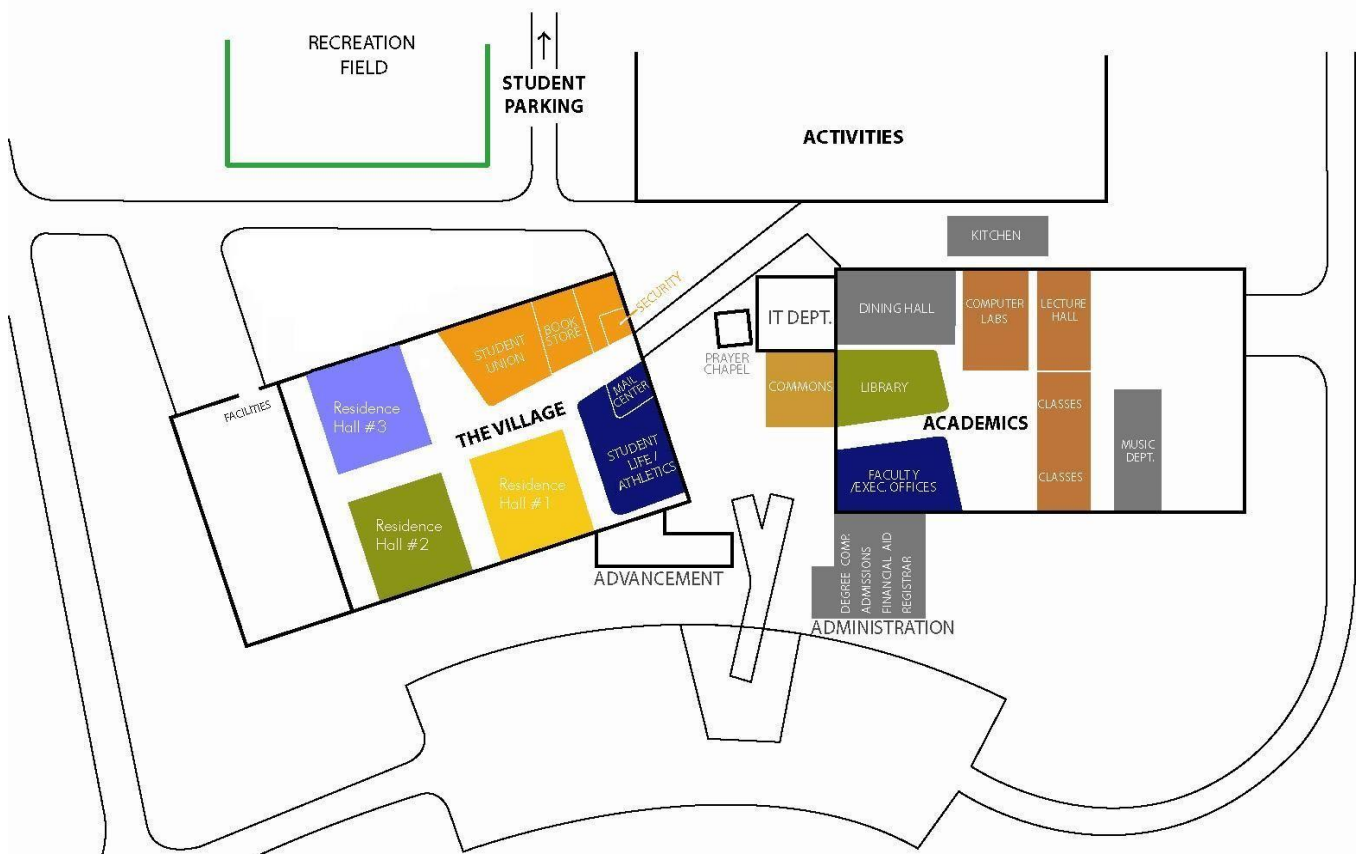 RECREATION
FIELD
↑
STUDENT
PARKING
ACTIVITIES
KITCHEN
SECURITY
IT DEPT.
DINING HALL
COMPUTER
LABS
LECTURE
HALL
STUDENT
UNION
BOOK
STORE
PRAYER
CHAPEL
COMMONS
LIBRARY
MAIL
CENTER
FACILITIES
Residence
Hall #3
THE VILLAGE
CLASSES
ACADEMICS
MUSIC
DEPT.
STUDENT
LIFE /
ATHLETICS
Residence
Hall #1
FACULTY
/EXEC. OFFICES
CLASSES
Residence
Hall #2
ADVANCEMENT
DEGREE COMP.
ADMISSIONS
FINANCIAL AID
REGISTRAR
ADMINISTRATION